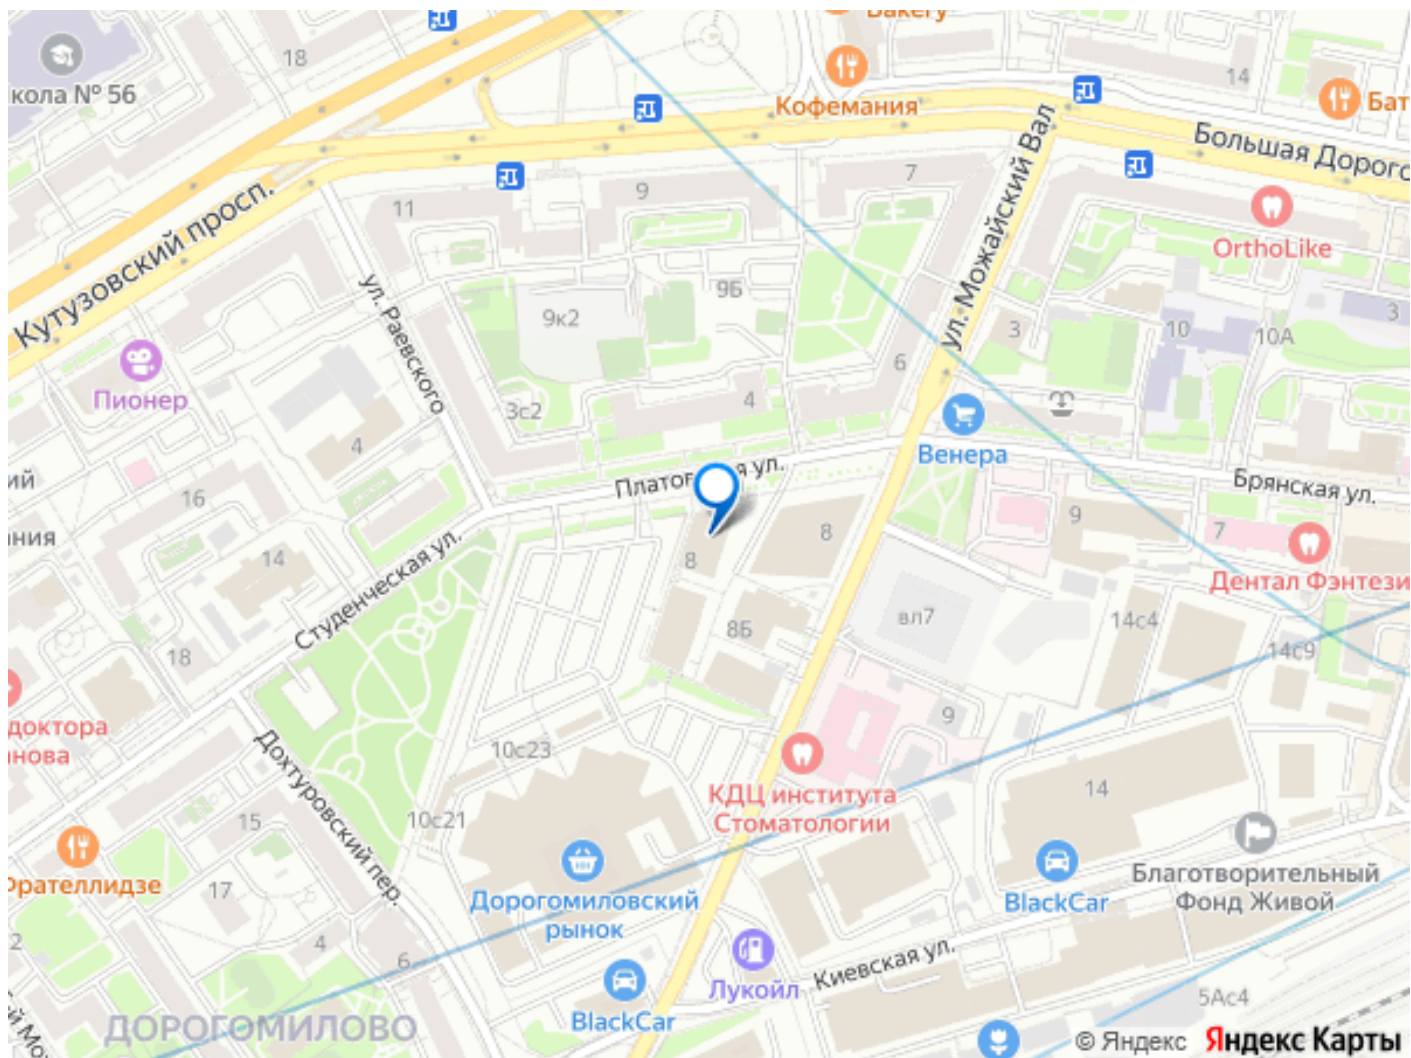 Bakery
18
кола № 56
Кофемания
14
Бат
Большая Дорого
Кутузовский просп.
11
9
7
ул. Можайский Вал
OrthoLike
ул. Раевского
9Б
9к2
3
10
10А
3
Пионер
6
3с2
4
4
Венера
ий
16
Платов
я ул.
Брянская ул.
ания
14
Студенческая ул.
8
8
9
7
Дентал Фэнтези
8Б
вл7
14с4
14с9
18
доктора
нова
Дохтуровский пер.
10с23
9
КДЦ института
Стоматологии
14
15
10с21
Фрателлидзе
17
Дорогомиловский
рынок
BlackCar
Благотворительный
Фонд Живой
2
4
6
Лукойл
Киевская ул.
5Ас4
ДОРОГОМИЛОВО
BlackCar
© Яндекс Яндекс Карты